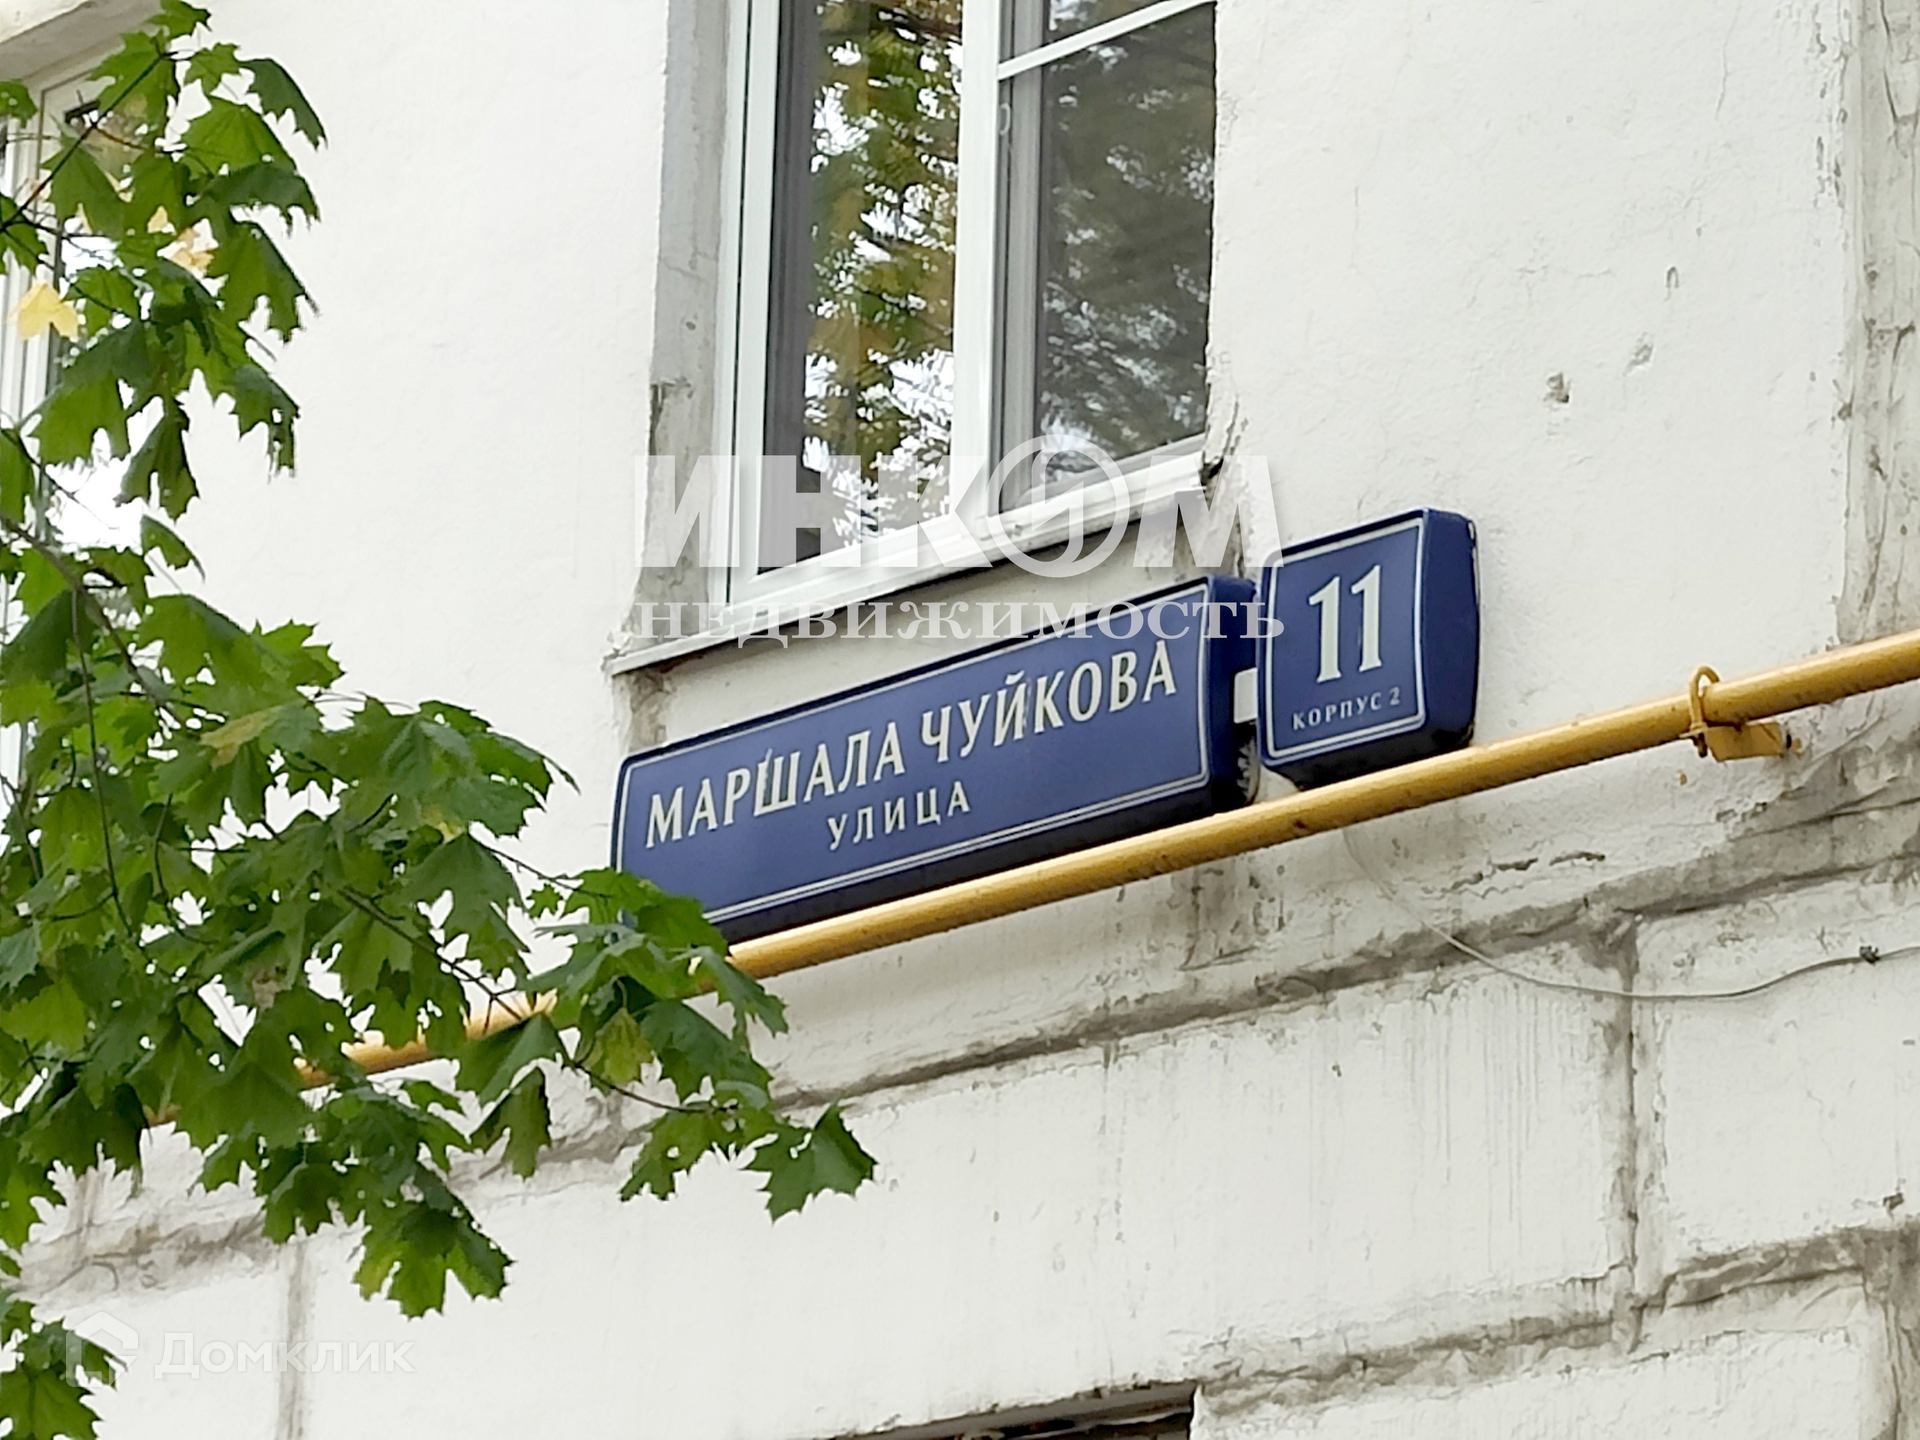 ИНКОМ
НЕДВИЖИМОСТЬ
МАРШАЛА ЧУЙКОВА
УЛИЦА
11
КОРПУС 2
Домклик